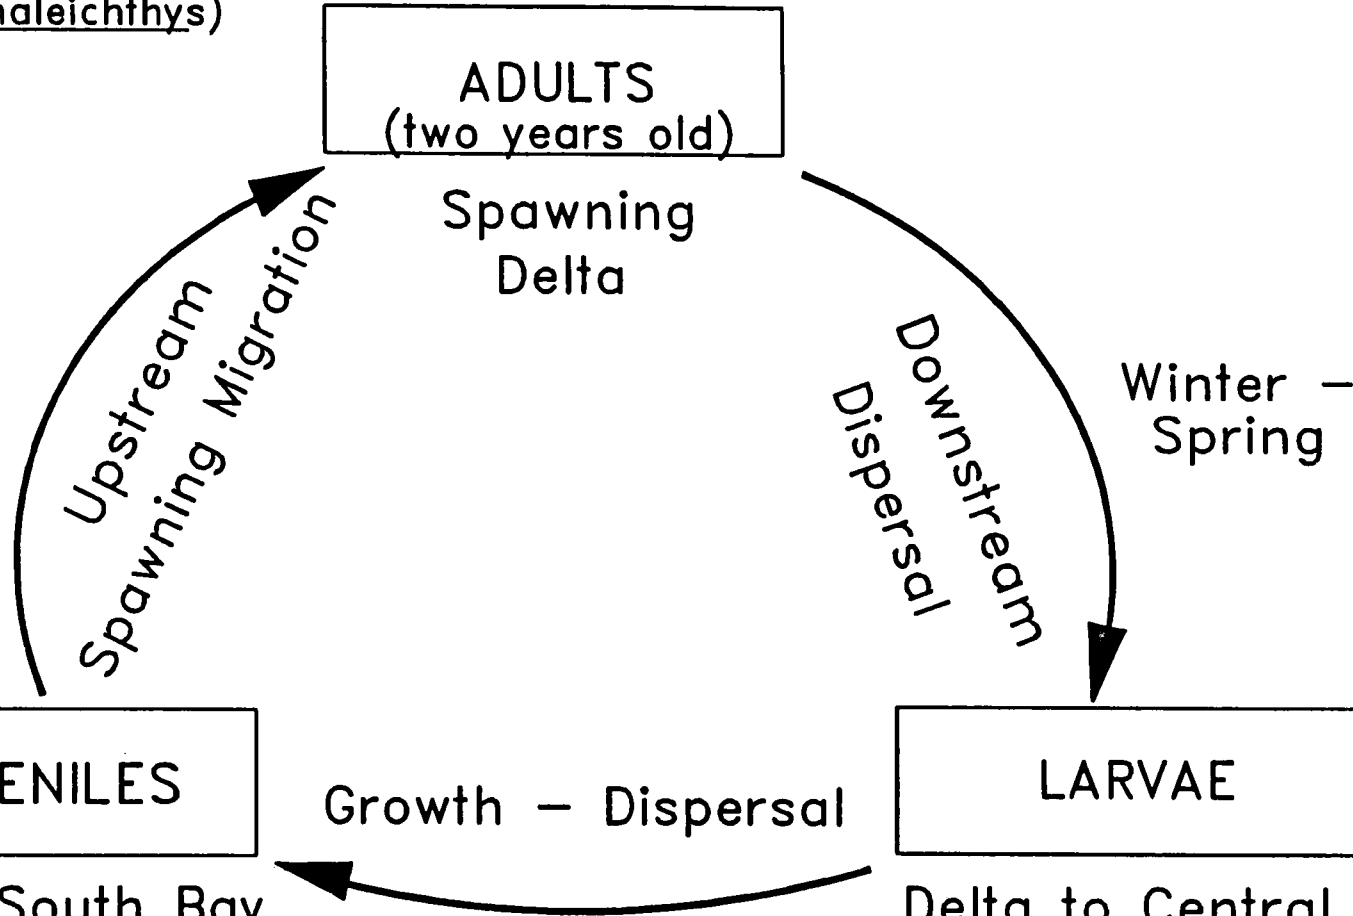 naleichthys)
ADULTS
(two years old)
Spawning
Delta
Upstream
Spawning Migration
Downstream
Dispersal
Winter –
Spring
ENILES
Growth – Dispersal
LARVAE
South Bay
Delta to Central